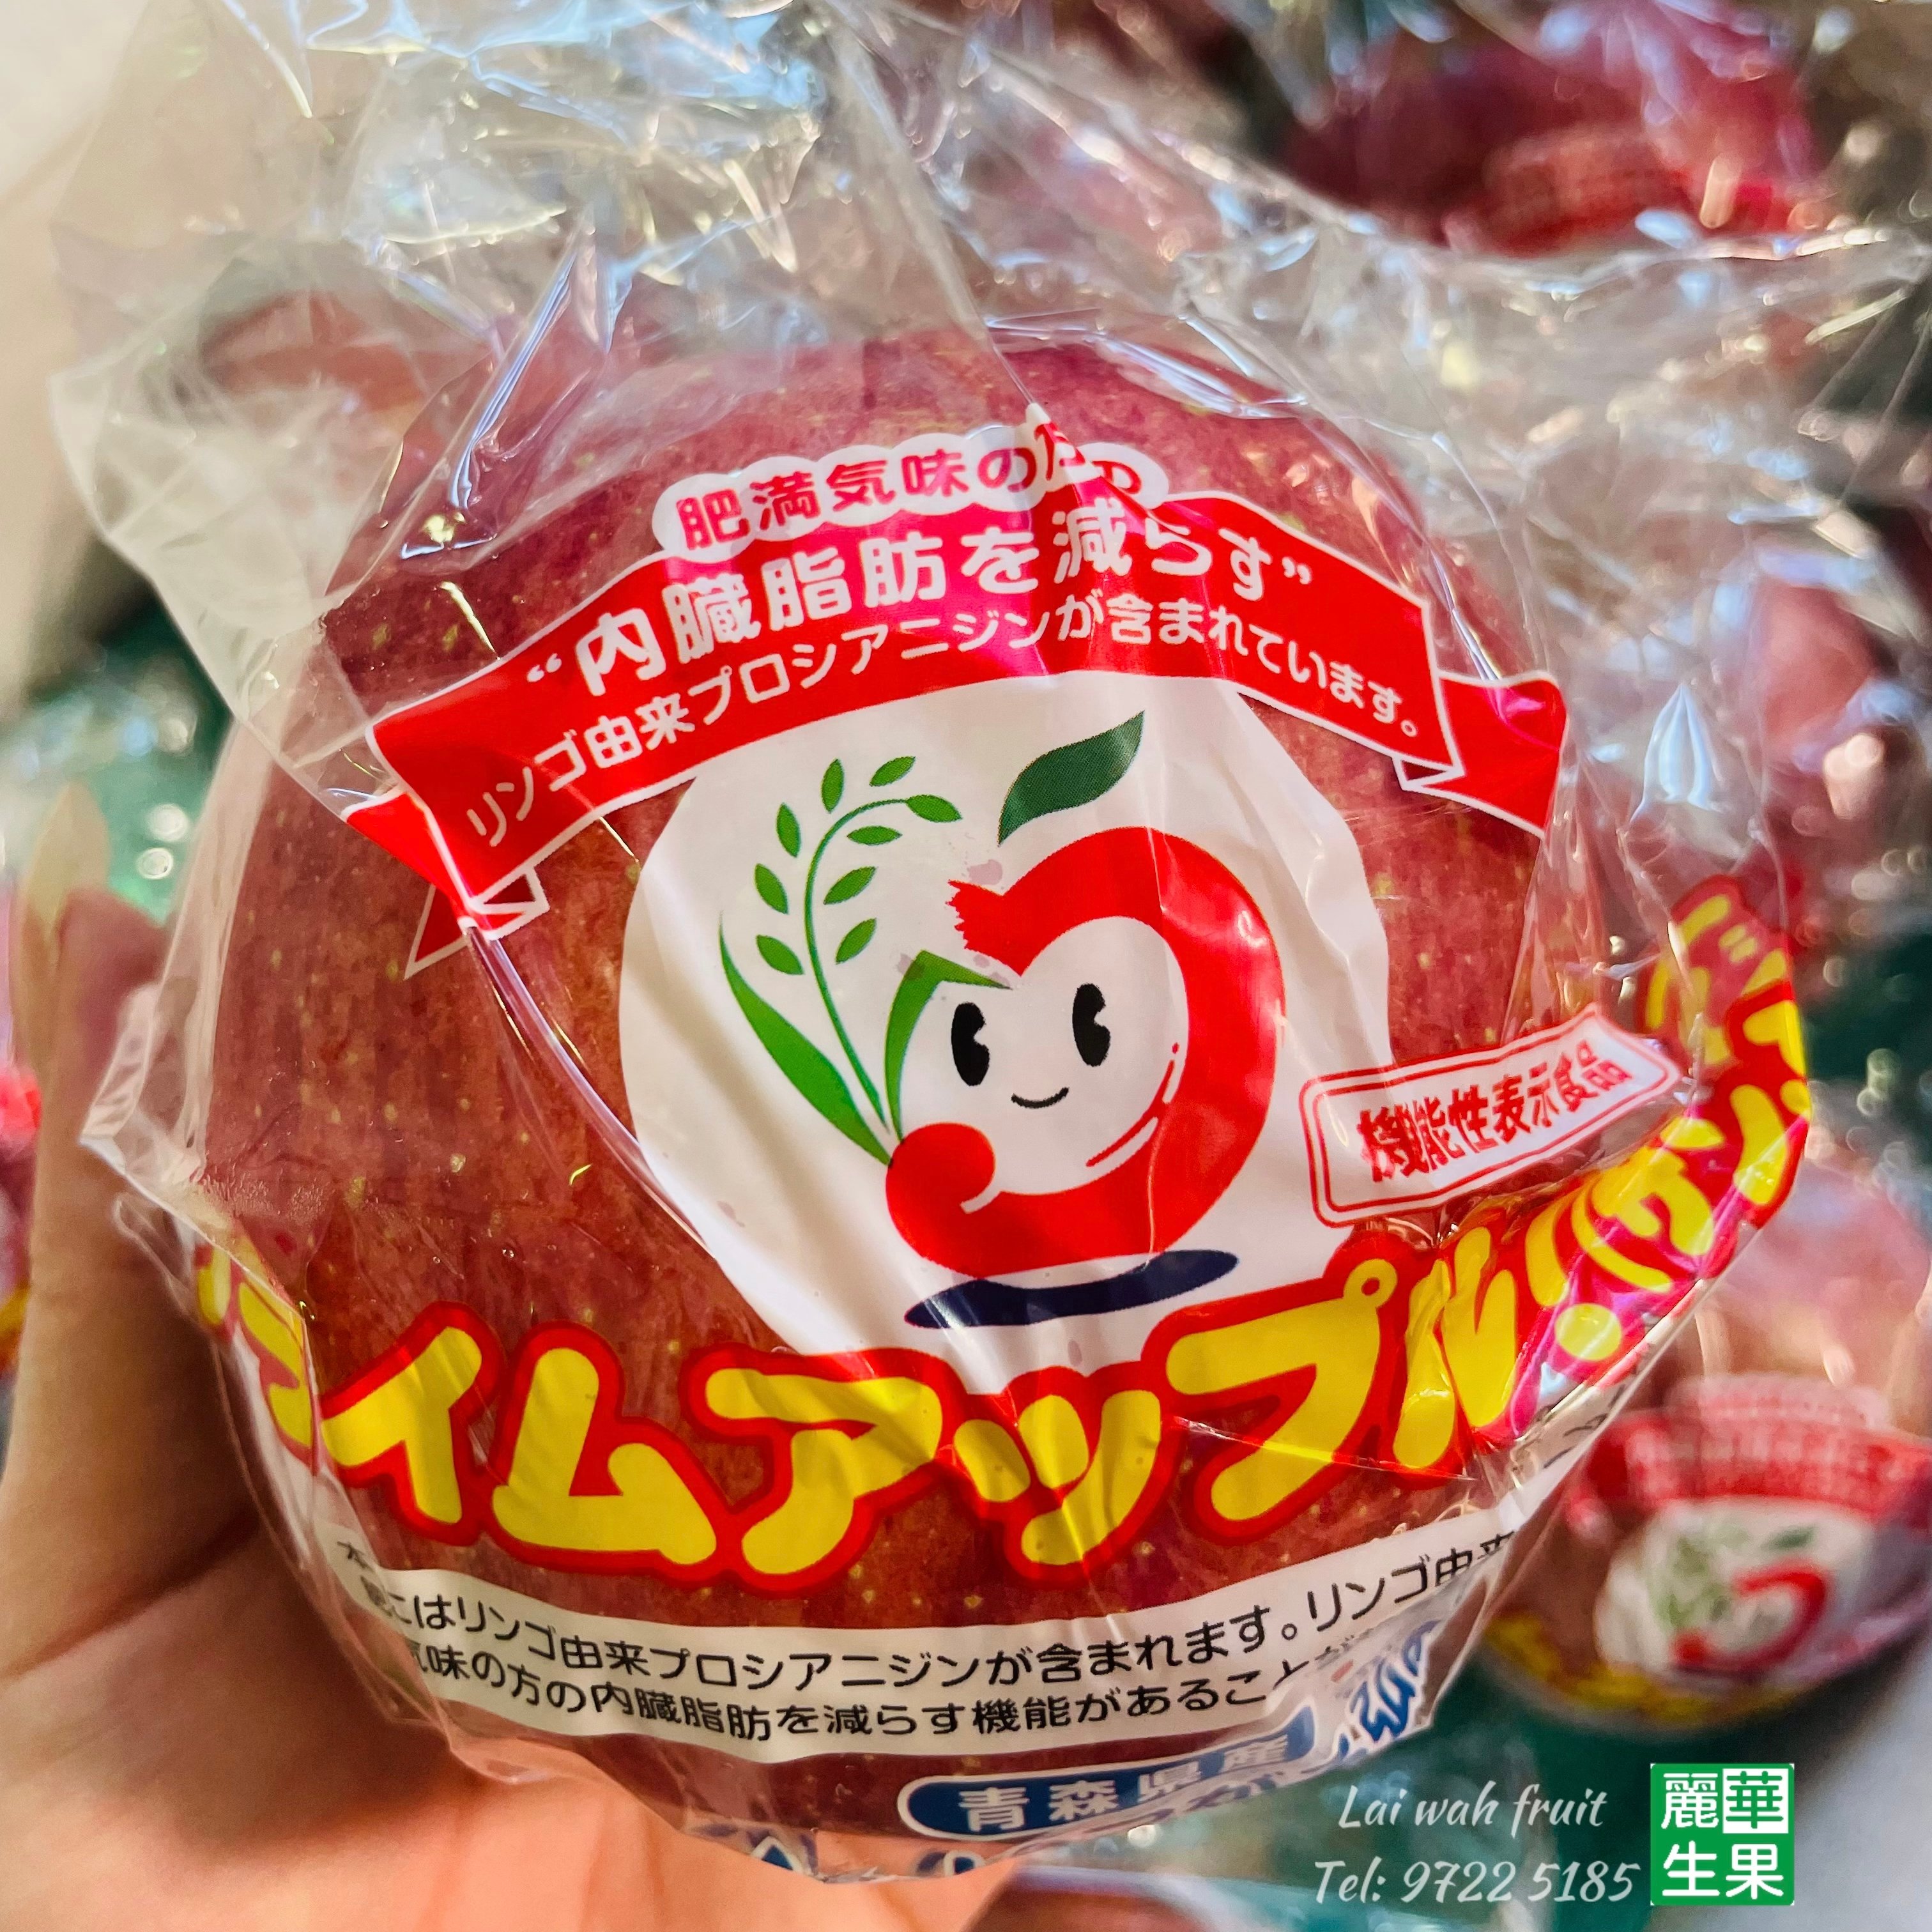 肥満気味の方の
“内臓脂肪を減らす”
リンゴ由来プロシアニジンが含まれています。
機能性表示食品
ライムアップル!サン
はリンゴ由来プロシアニジンが含まれます。リンゴ由来
気味の方の内臓脂肪を減らす機能があること
青森県産
Lai wah fruit
Tel: 9722 5185
麗華
生果